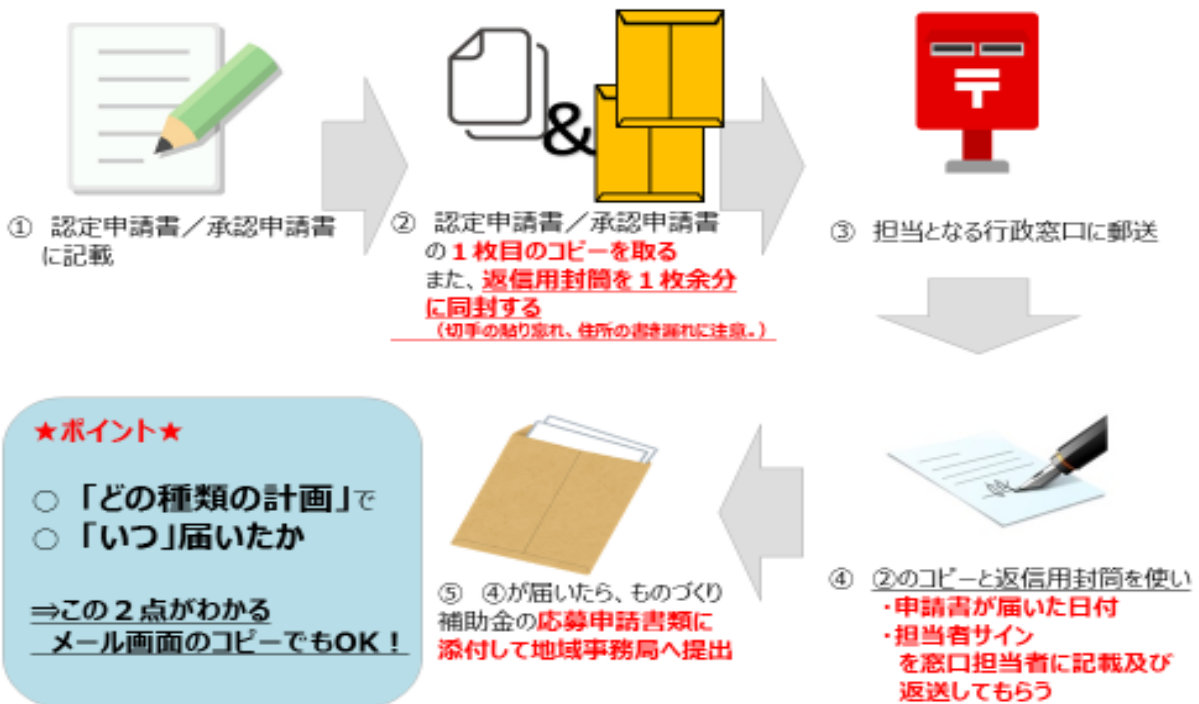 &
〒
① 認定申請書／承認申請書
に記載
② 認定申請書／承認申請書
の１枚目のコピーを取る
また、返信用封筒を１枚余分
に同封する
（切手の貼り忘れ、住所の書き漏れに注意。）
③ 担当となる行政窓口に郵送
④ ②のコピーと返信用封筒を使い
・申請書が届いた日付
・担当者サイン
を窓口担当者に記載及び
返送してもらう
⑤ ④が届いたら、ものづくり
補助金の応募申請書類に
添付して地域事務局へ提出
★ポイント★
○ 「どの種類の計画」で
○ 「いつ」届いたか
⇒この２点がわかる
メール画面のコピーでもOK！